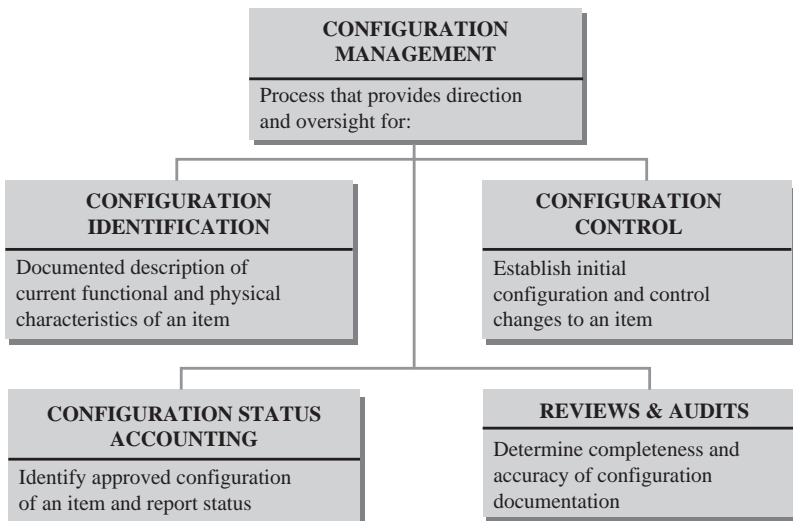 CONFIGURATION
MANAGEMENT
Process that provides direction
and oversight for:
CONFIGURATION
IDENTIFICATION
Documented description of
current functional and physical
characteristics of an item
CONFIGURATION
CONTROL
Establish initial
configuration and control
changes to an item
CONFIGURATION STATUS
ACCOUNTING
Identify approved configuration
of an item and report status
REVIEWS & AUDITS
Determine completeness and
accuracy of configuration
documentation